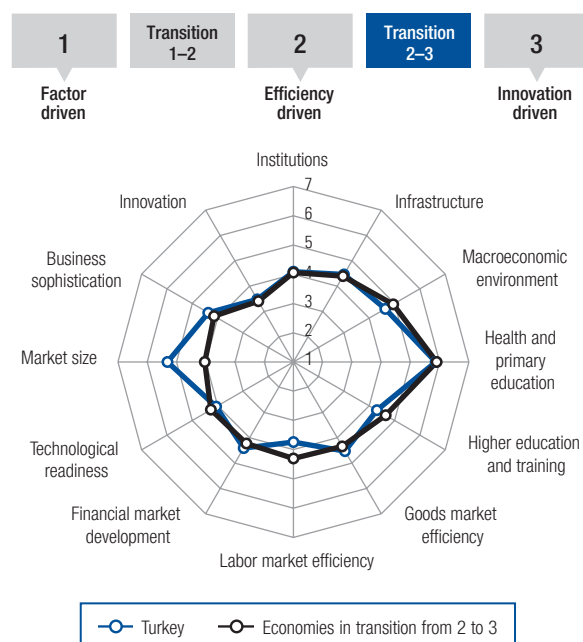 1
Transition
1–2
2
Transition
2–3
3
Factor
driven
Efficiency
driven
Innovation
driven
Institutions
Infrastructure
Macroeconomic
environment
Health and
primary
education
Higher education
and training
Goods market
efficiency
Labor market efficiency
Financial market
development
Technological
readiness
Market size
Business
sophistication
Innovation
7
6
5
4
3
2
1
Turkey
Economies in transition from 2 to 3